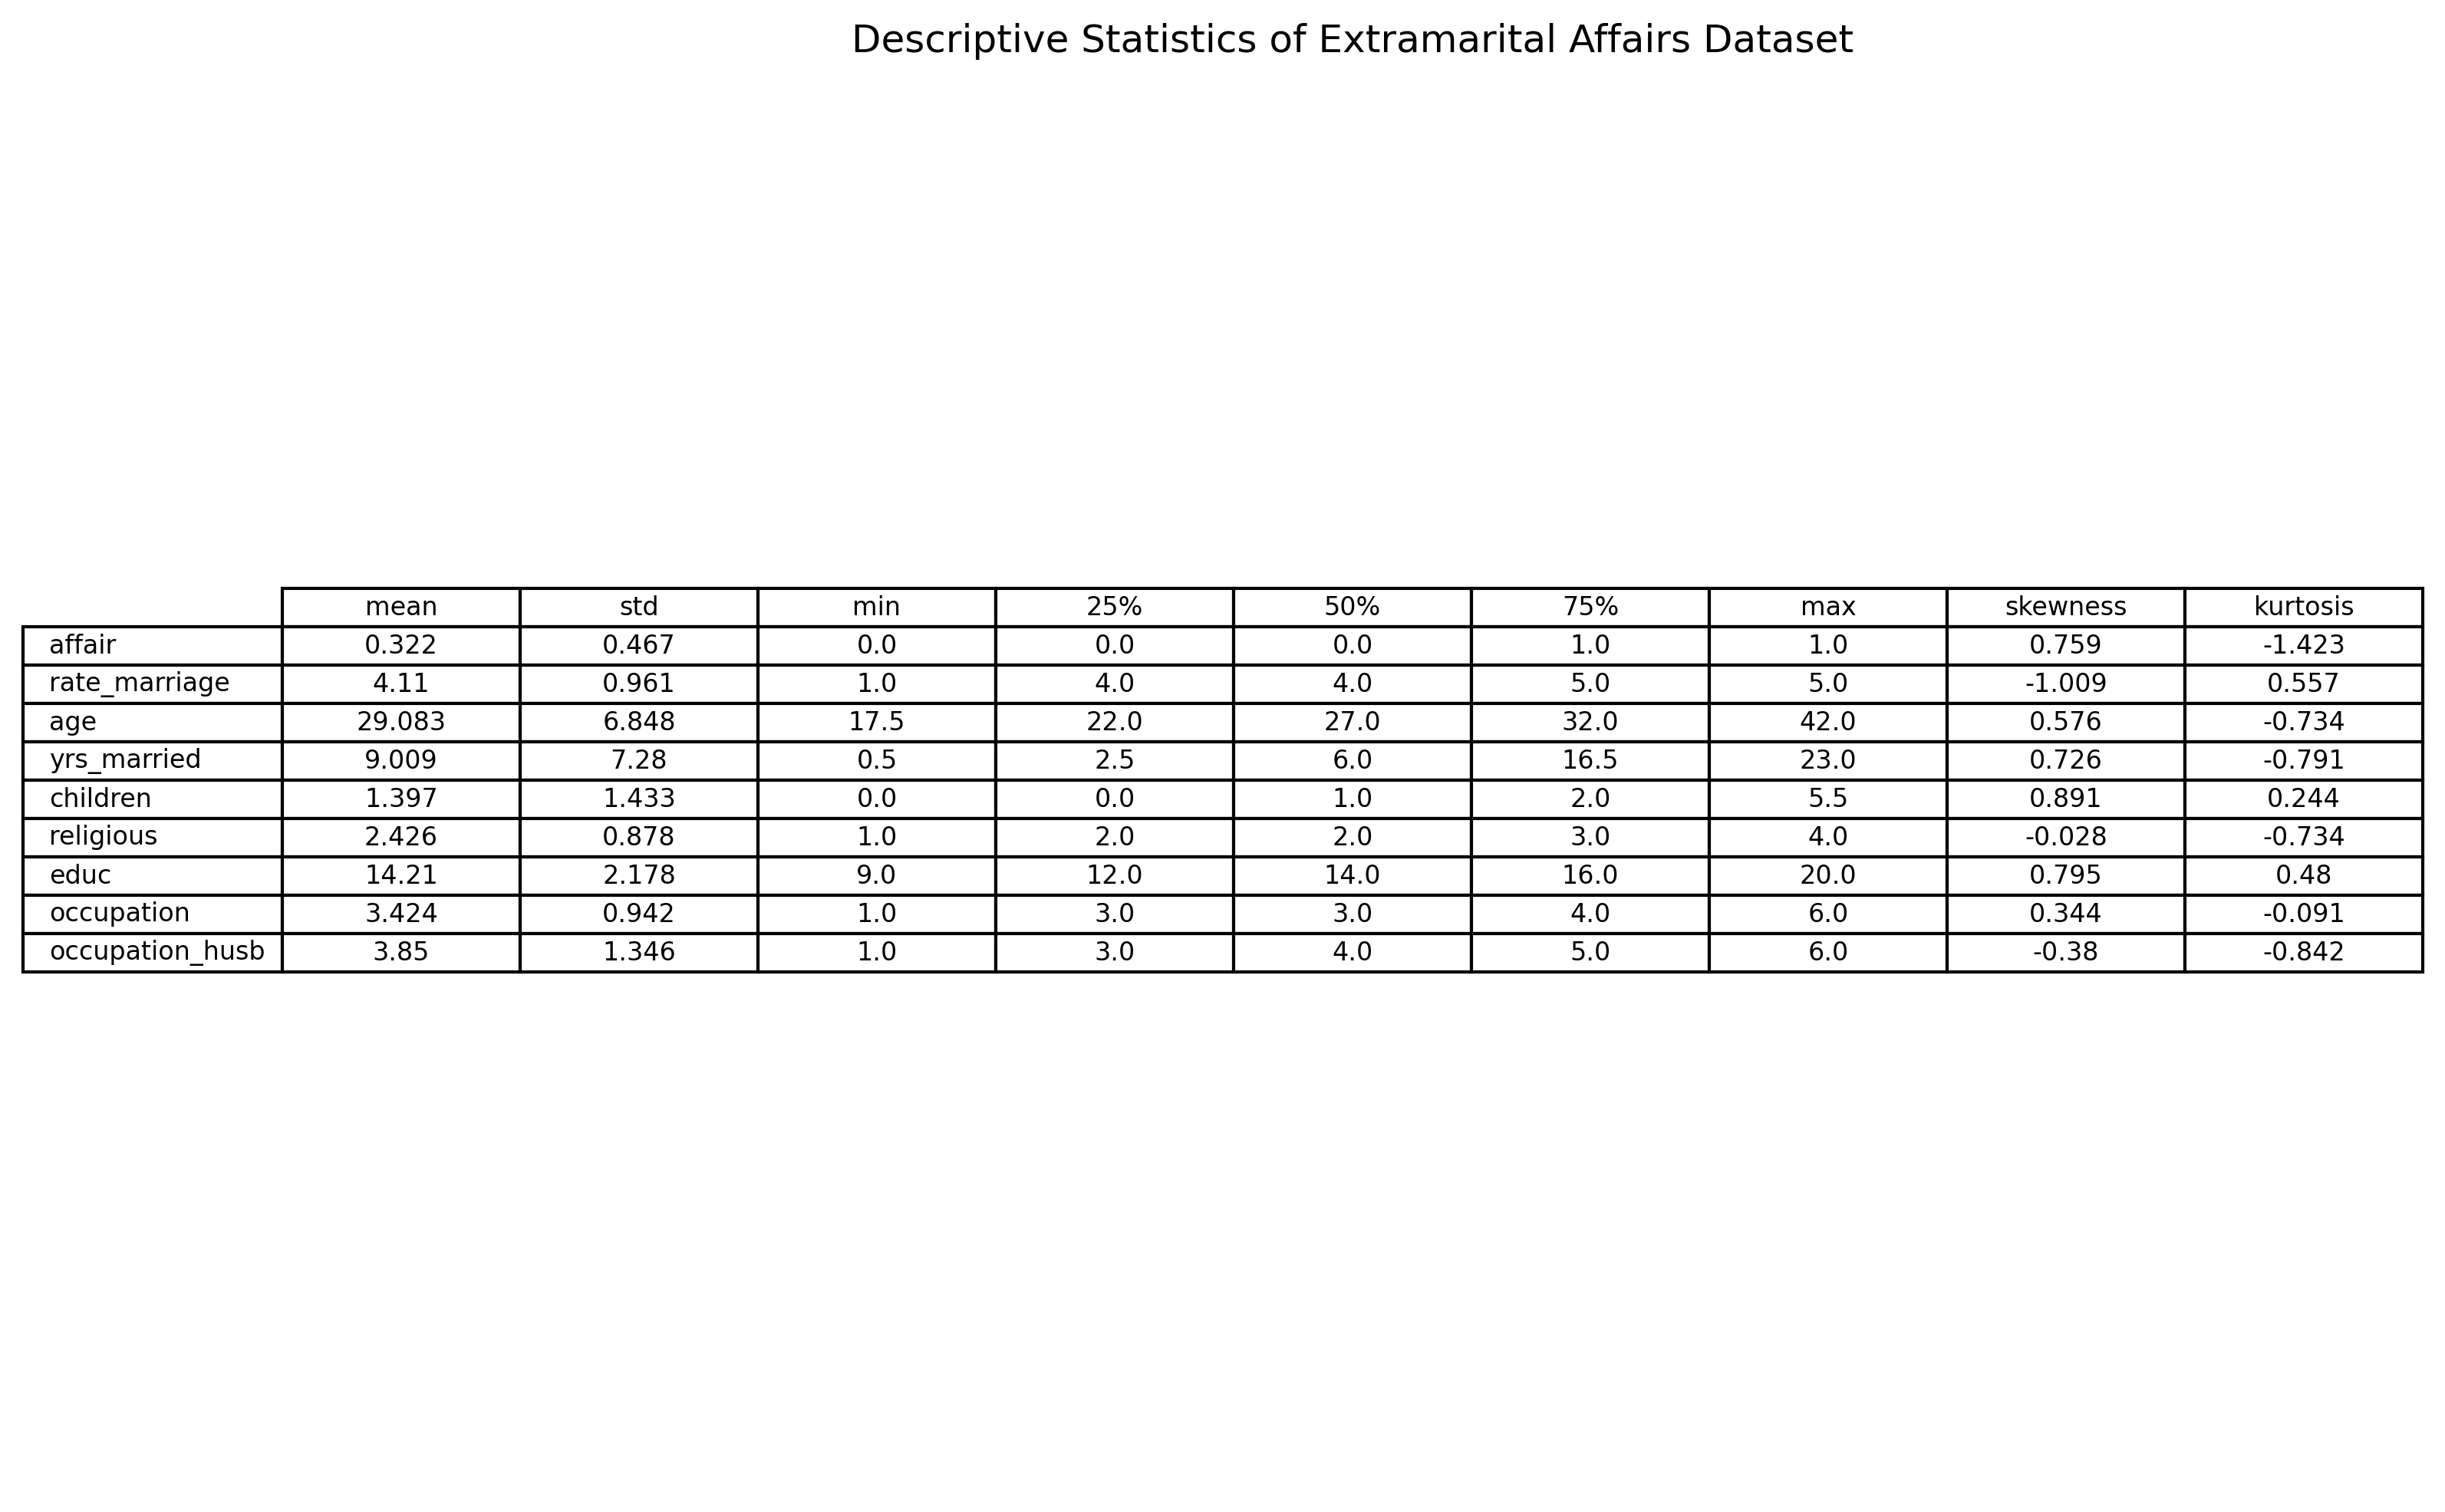 Descriptive Statistics of Extramarital Affairs Dataset
mean std min 25% 50% 75% max skewness kurtosis
affair 0.322 0.467 0.0 0.0 0.0 1.0 1.0 0.759 -1.423
rate_marriage 4.11 0.961 1.0 4.0 4.0 5.0 5.0 -1.009 0.557
age 29.083 6.848 17.5 22.0 27.0 32.0 42.0 0.576 -0.734
yrs_married 9.009 7.28 0.5 2.5 6.0 16.5 23.0 0.726 -0.791
children 1.397 1.433 0.0 0.0 1.0 2.0 5.5 0.891 0.244
religious 2.426 0.878 1.0 2.0 2.0 3.0 4.0 -0.028 -0.734
educ 14.21 2.178 9.0 12.0 14.0 16.0 20.0 0.795 0.48
occupation 3.424 0.942 1.0 3.0 3.0 4.0 6.0 0.344 -0.091
occupation_husb 3.85 1.346 1.0 3.0 4.0 5.0 6.0 -0.38 -0.842